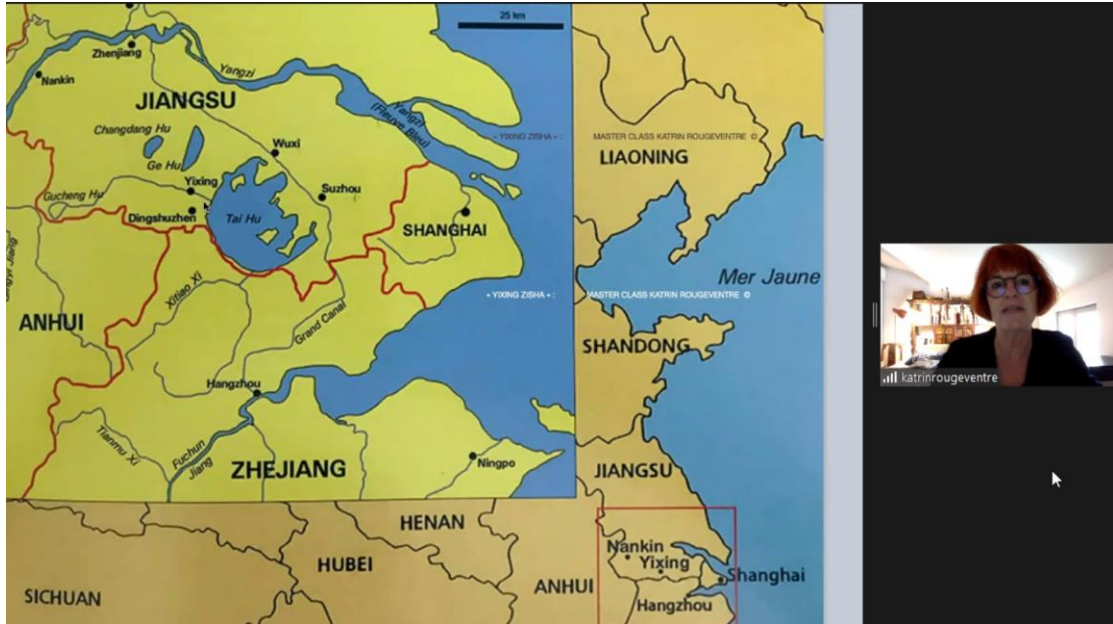 25 km
Zhenjiang
Yangzi
Nankin
JIANGSU
Yangzi
(Fleuve Bleu)
Changdang Hu
Wuxi
Ge Hu
Yixing
Gucheng Hu
Suzhou
Dingshuzhen
Tai Hu
SHANGHAI
Xitiao Xi
ANHUI
Grand Canal
Hangzhou
Tianmu Xi
Fuchun
Jiang
ZHEJIANG
Ningpo
« YIXING ZISHA » : MASTER CLASS KATRIN ROUGEVENTRE ©
LIAONING
Mer Jaune
« YIXING ZISHA » : MASTER CLASS KATRIN ROUGEVENTRE ©
SHANDONG
JIANGSU
HENAN
HUBEI
SICHUAN
ANHUI
Nankin
Yixing
Shanghai
Hangzhou
katrinrougeventre